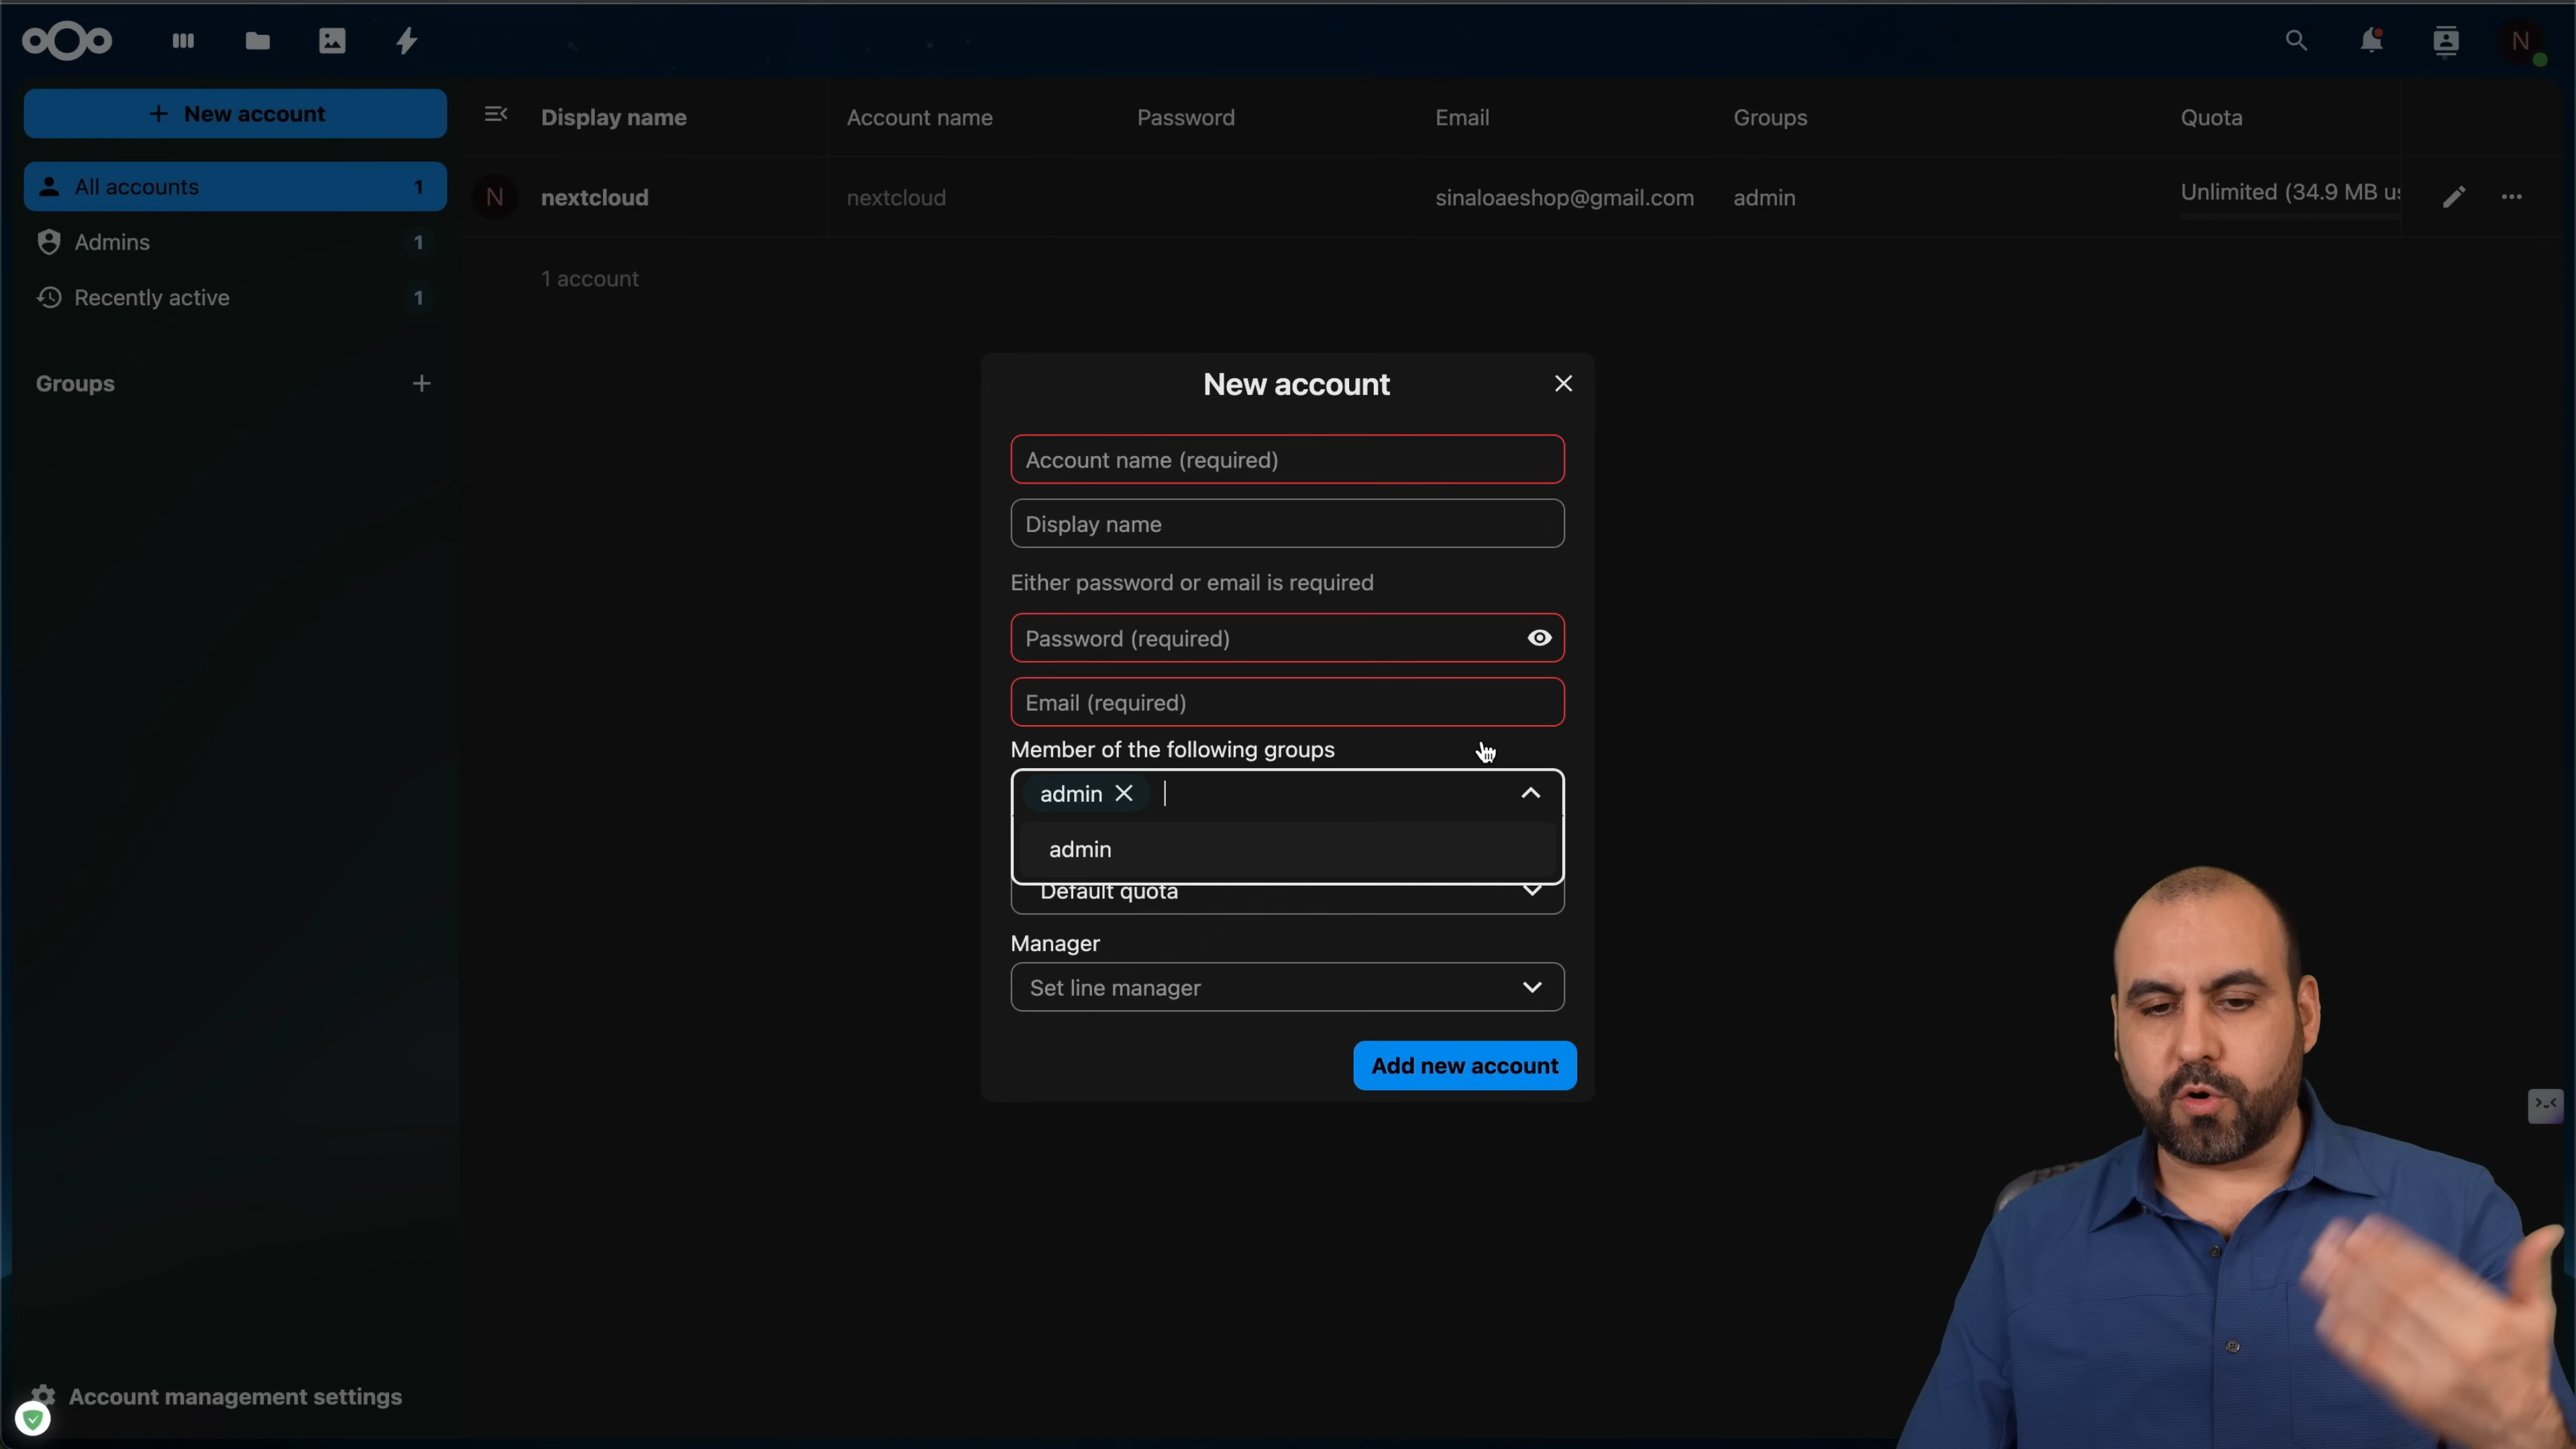 New account
All accounts 1
Admins 1
Recently active 1
Groups
Display name Account name Password Email Groups Quota
N nextcloud nextcloud sinaloaeshop@gmail.com admin Unlimited (34.9 MB
1 account
N
New account
Account name (required)
Display name
Either password or email is required
Password (required)
Email (required)
Member of the following groups
admin
admin
Default quota
Manager
Set line manager
Add new account
Account management settings